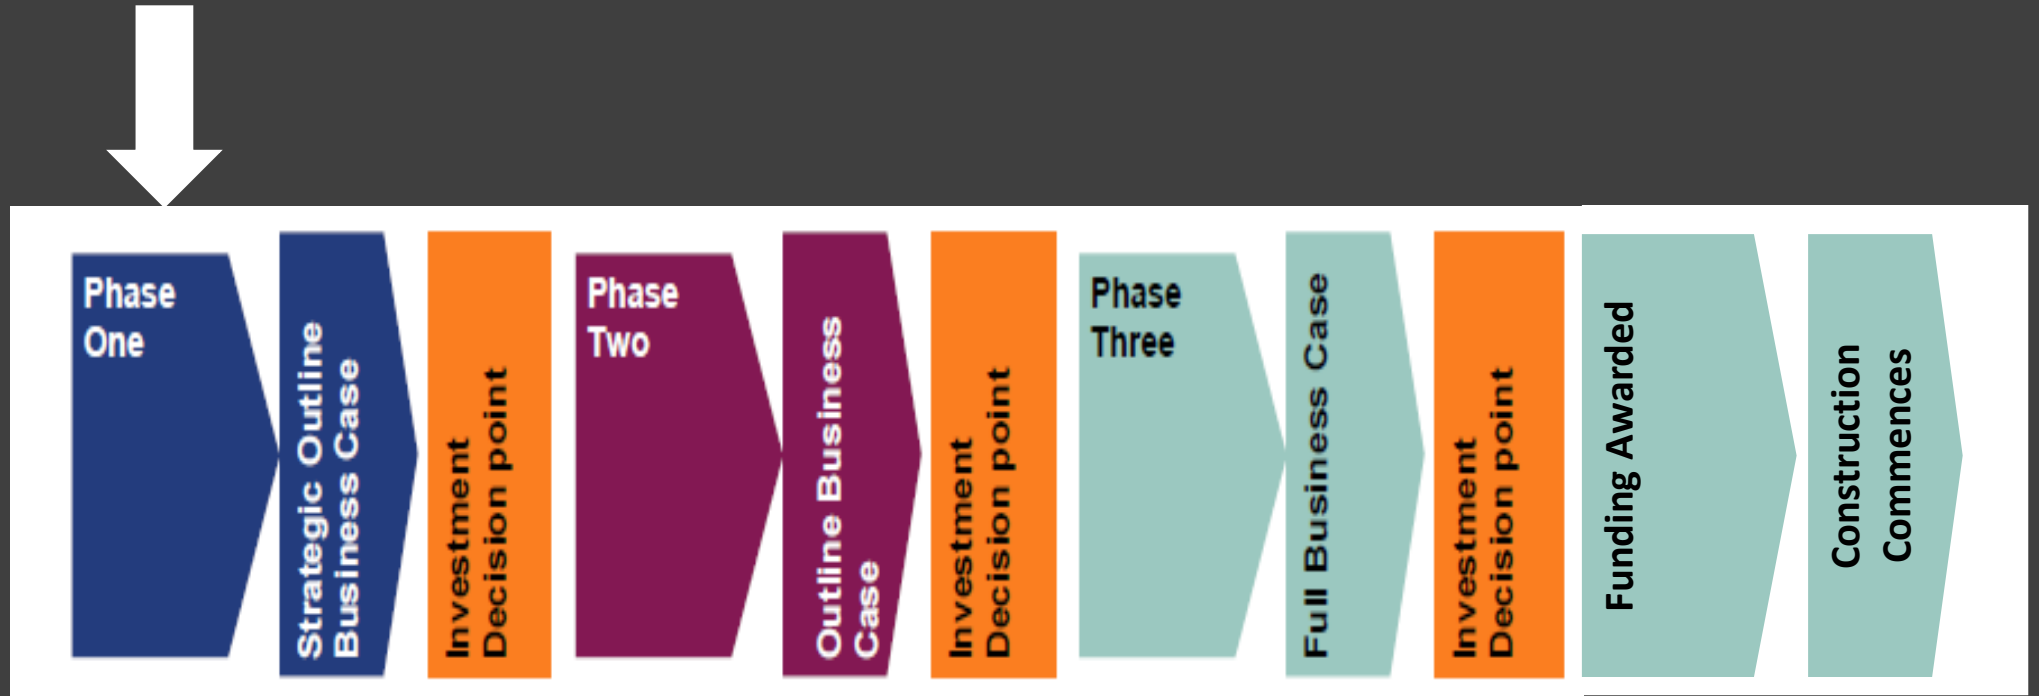 Phase
One
Strategic Outline
Business Case
Investment
Decision point
Phase
Two
Outline Business
Case
Investment
Decision point
Phase
Three
Full Business Case
Investment
Decision point
Funding Awarded
Construction
Commences